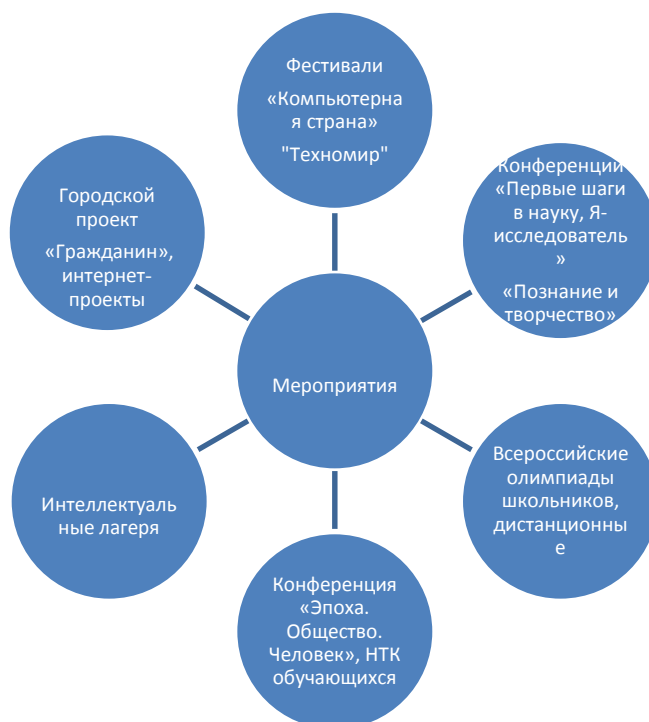 Фестивали
«Компьютерна
я страна»
"Техномир"
Конференции
«Первые шаги
в науку, Я-
исследователь
»
«Познание и
творчество»
Всероссийские
олимпиады
школьников,
дистанционны
е
Конференция
«Эпоха.
Общество.
Человек», НТК
обучающихся
Интеллектуаль
ные лагеря
Городской
проект
«Гражданин»,
интернет-
проекты
Мероприятия